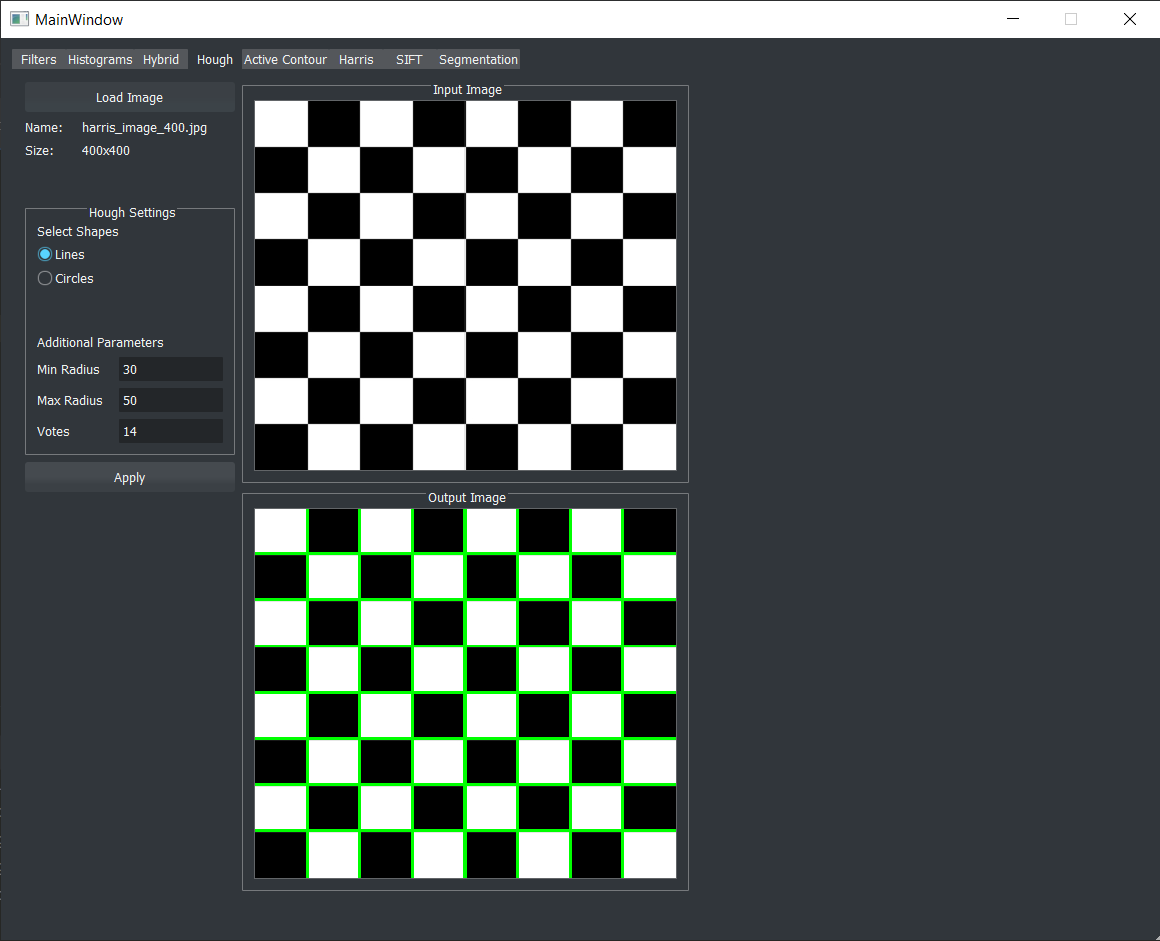 MainWindow
Filters Histograms Hybrid Hough Active Contour Harris SIFT Segmentation
Load Image
Name: harris_image_400.jpg
Size: 400x400
Hough Settings
Select Shapes
Lines
Circles
Additional Parameters
Min Radius 30
Max Radius 50
Votes 14
Apply
Input Image
Output Image